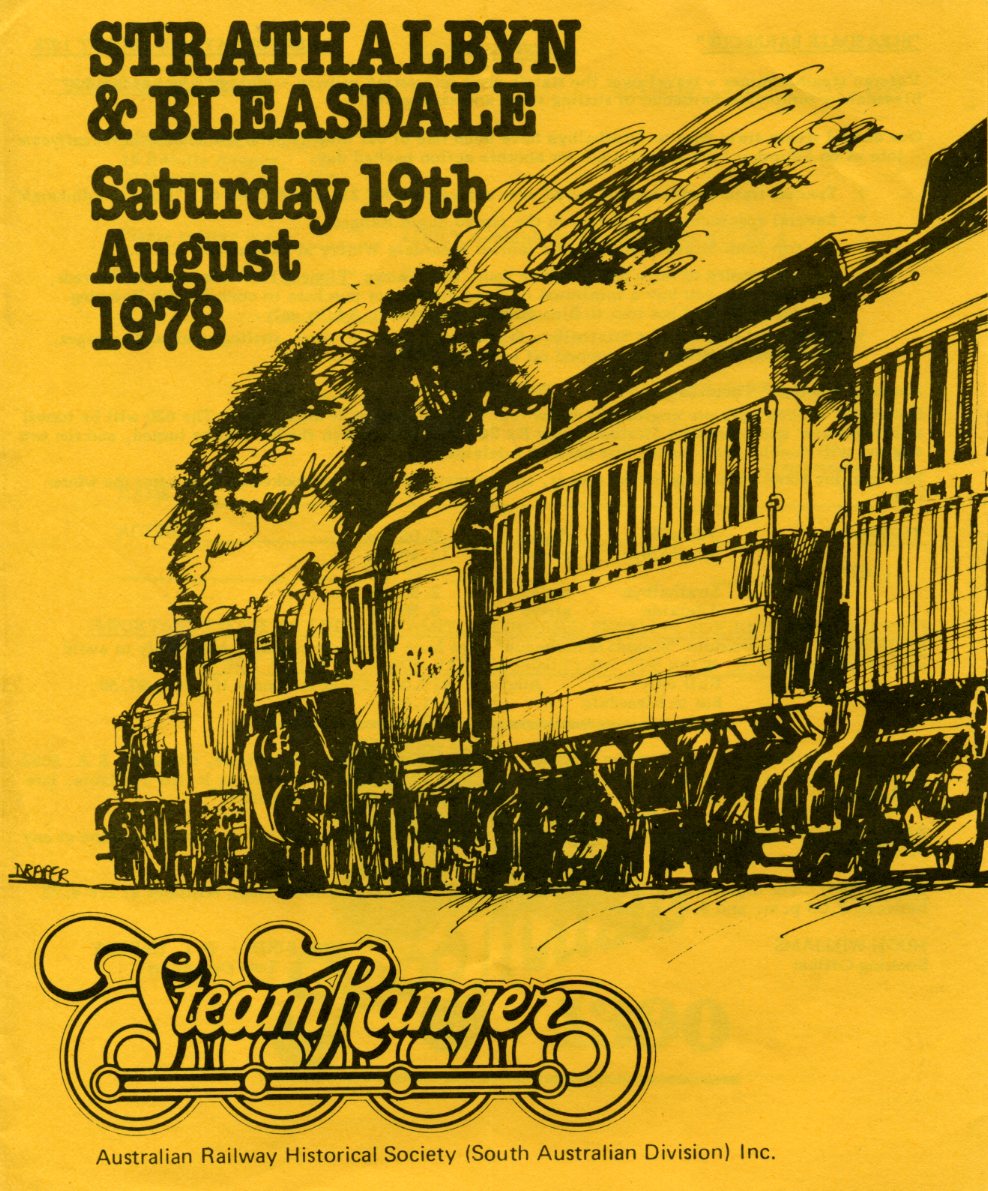 STRATHALBYN
& BLEASDALE
Saturday 19th
August
1978
DRAPER
SteamRanger
Australian Railway Historical Society (South Australian Division) Inc.